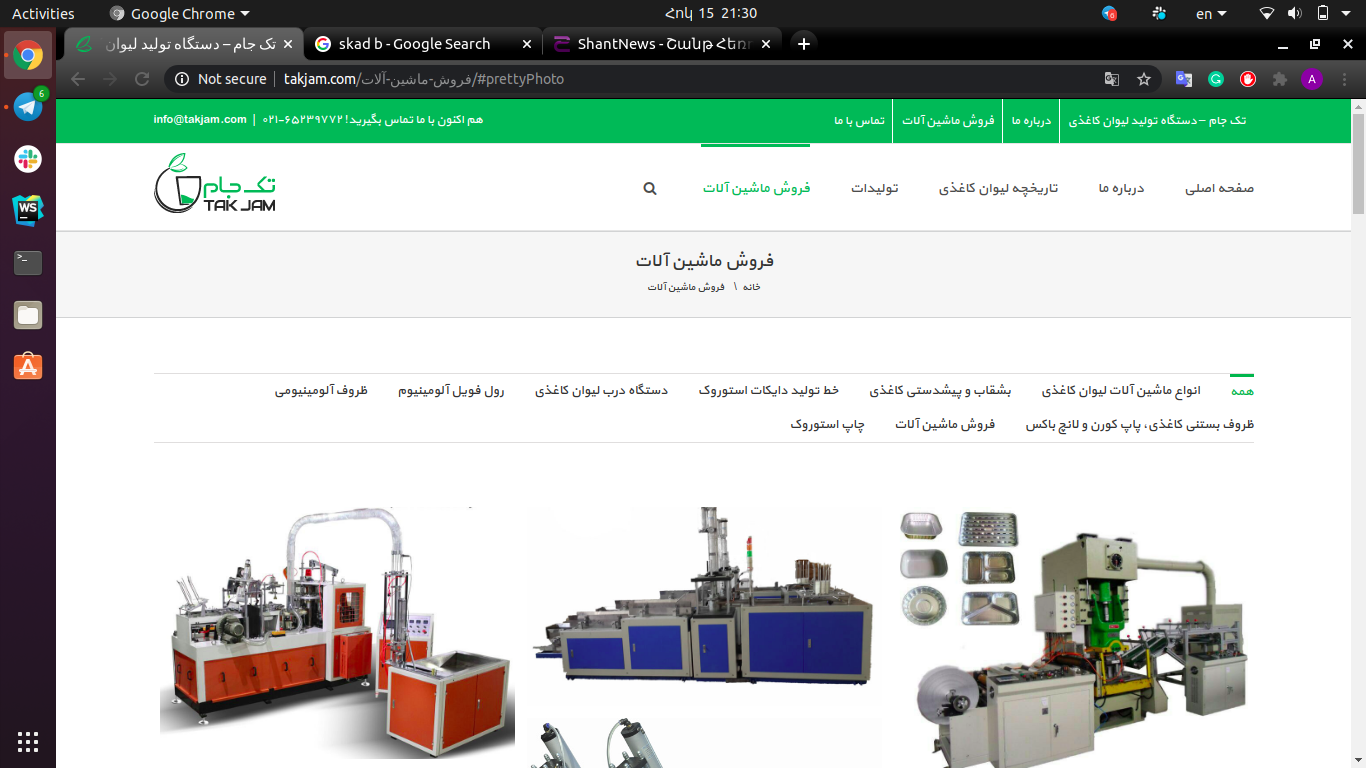 Activities
Google Chrome
Հոկ 15 21:30
en
6
تک جام – دستگاه تولید لیوان
skad b - Google Search
ShantNews - Շանթ Հեռ
Not secure
takjam.com/فروش-ماشین-آلات/#prettyPhoto
A
تک جام – دستگاه تولید لیوان کاغذی
درباره ما
فروش ماشین آلات
تماس با ما
هم اکنون با ما تماس بگیرید! ۶۵۲۳۹۷۷۲-۰۲۱ | info@takjam.com
صفحه اصلی
درباره ما
تاریخچه لیوان کاغذی
تولیدات
فروش ماشین آلات
تک جام
TAK JAM
فروش ماشین آلات
خانه \ فروش ماشین آلات
همه
انواع ماشین آلات لیوان کاغذی
بشقاب و پیشدستی کاغذی
خط تولید دایکات استوروک
دستگاه درب لیوان کاغذی
رول فویل آلومینیوم
ظروف آلومینیومی
ظروف بستنی کاغذی، پاپ کورن و لانچ باکس
فروش ماشین آلات
چاپ استوروک
WS